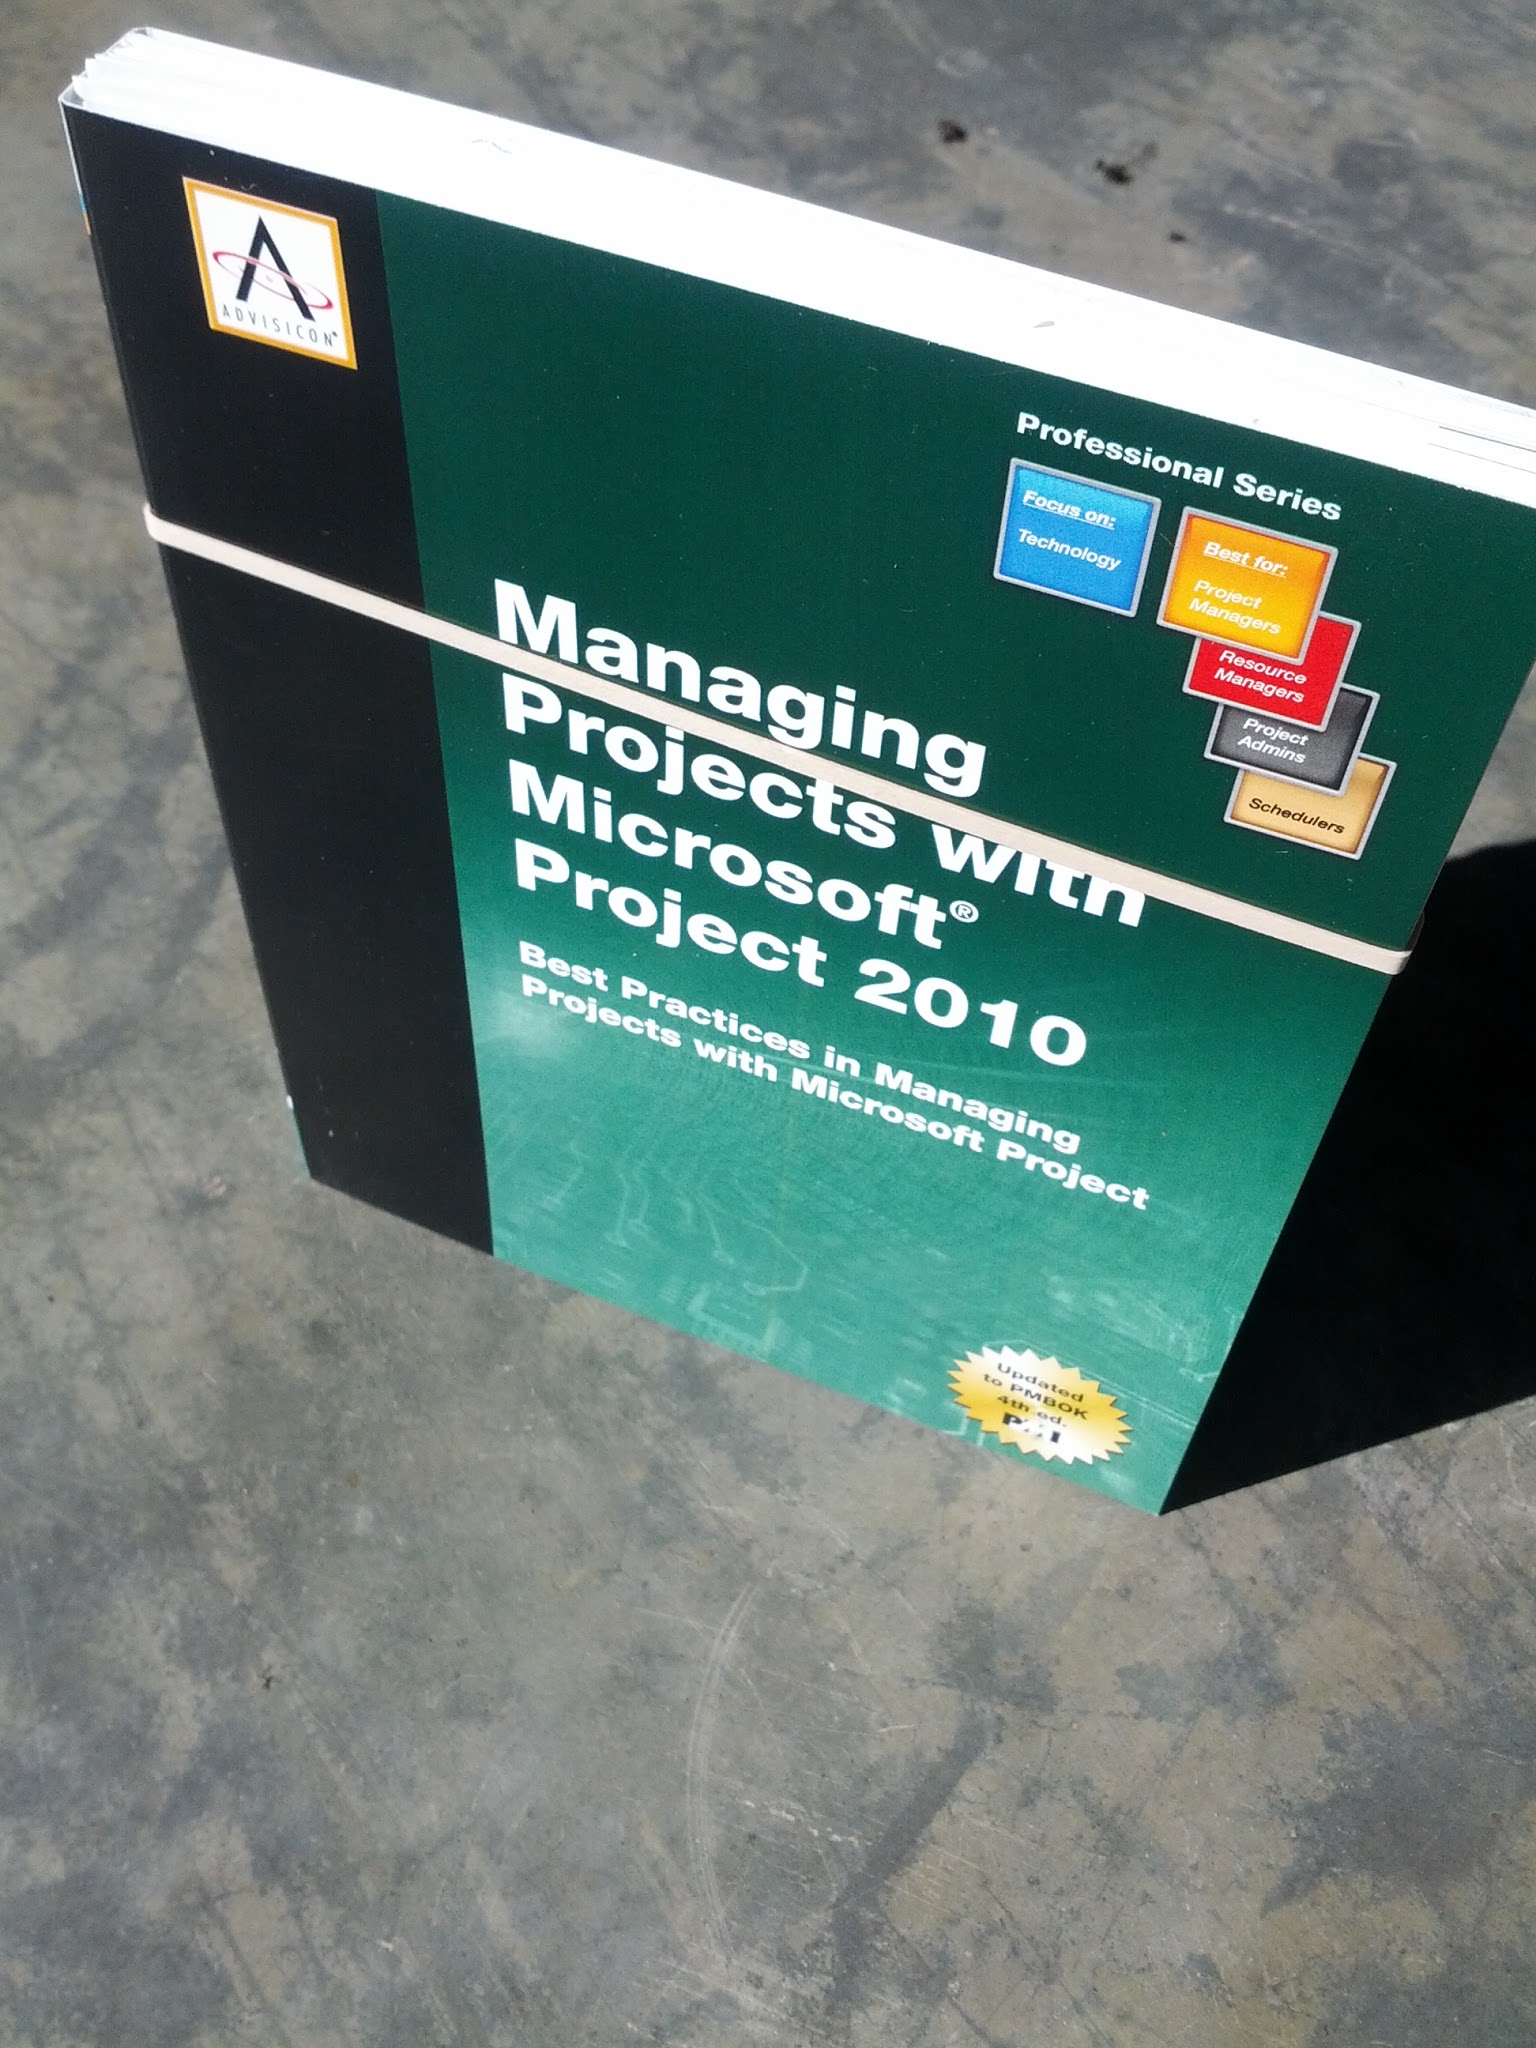 ADVISICON®
Professional Series
Focus on:
Technology
Best for:
Project
Managers
Resource
Managers
Project
Admins
Schedulers
Managing
Projects with
Microsoft®
Project 2010
Best Practices in Managing
Projects with Microsoft Project
Updated
to PMBOK
4th ed.